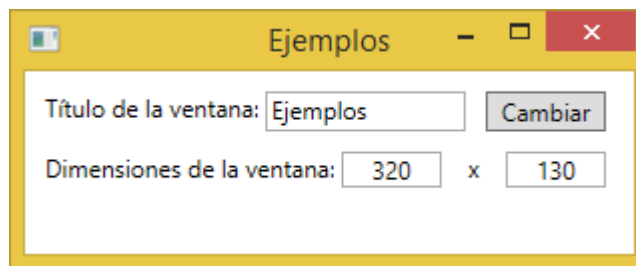 Ejemplos
Título de la ventana: Ejemplos Cambiar
Dimensiones de la ventana: 320 x 130